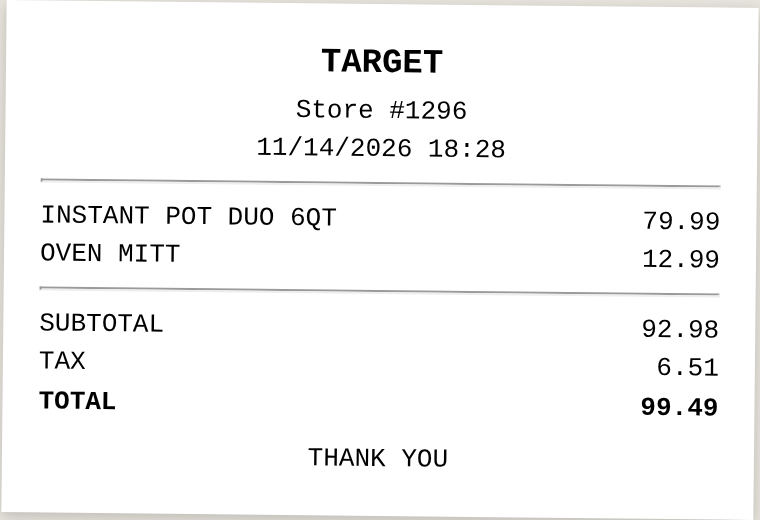 TARGET
Store #1296
11/14/2026 18:28
INSTANT POT DUO 6QT 79.99
OVEN MITT 12.99
SUBTOTAL 92.98
TAX 6.51
TOTAL 99.49
THANK YOU